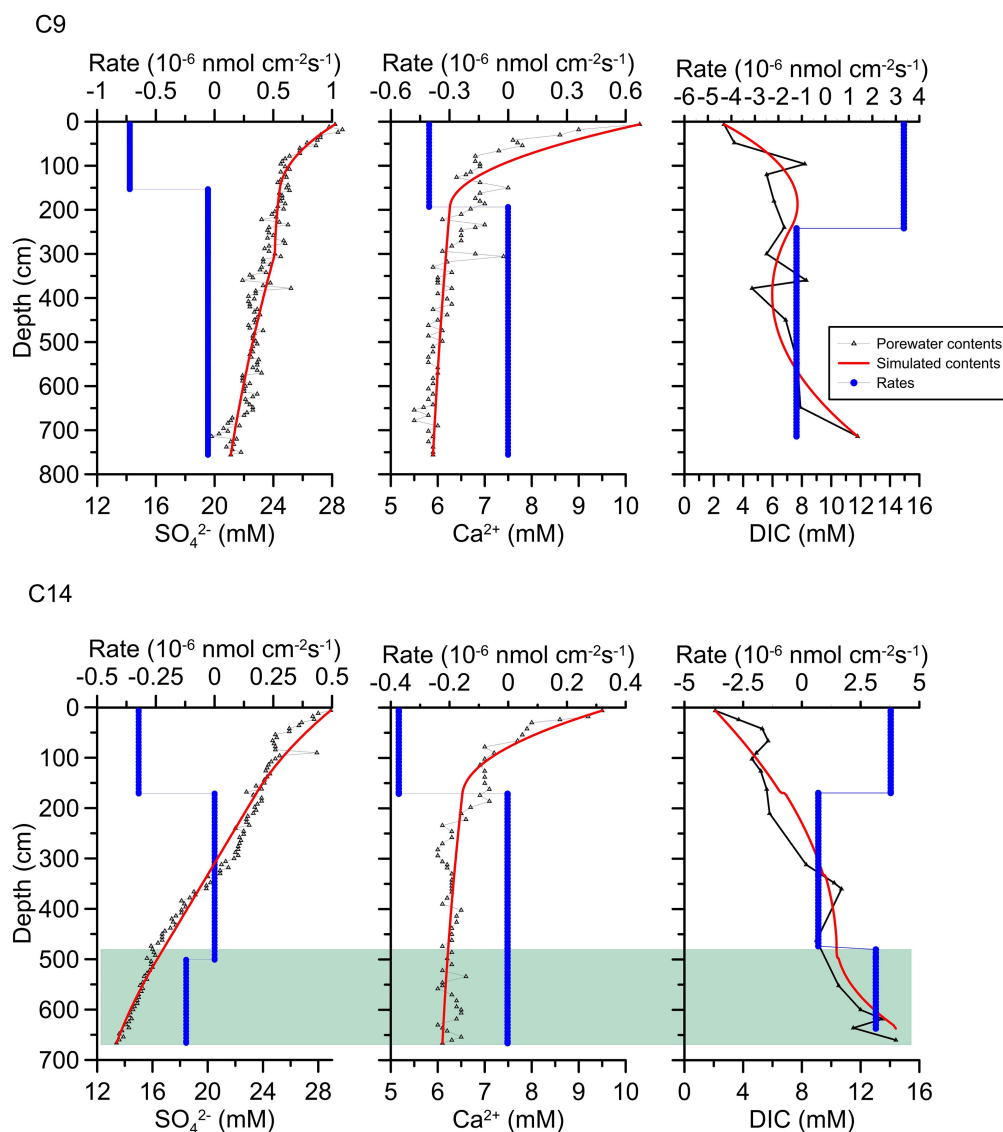 C9
Rate (10⁻⁶ nmol cm⁻²s⁻¹) Rate (10⁻⁶ nmol cm⁻²s⁻¹) Rate (10⁻⁶ nmol cm⁻²s⁻¹)
-1 -0.5 0 0.5 1 -0.6 -0.3 0 0.3 0.6 -6 -5 -4 -3 -2 -1 0 1 2 3 4
0
100
200
300
400
500
600
700
800
Depth (cm)
Porewater contents
Simulated contents
Rates
12 16 20 24 28 5 6 7 8 9 10 0 2 4 6 8 10 12 14 16
SO₄²⁻ (mM) Ca²⁺ (mM) DIC (mM)
C14
Rate (10⁻⁶ nmol cm⁻²s⁻¹) Rate (10⁻⁶ nmol cm⁻²s⁻¹) Rate (10⁻⁶ nmol cm⁻²s⁻¹)
-0.5 -0.25 0 0.25 0.5 -0.4 -0.2 0 0.2 0.4 -5 -2.5 0 2.5 5
0
100
200
300
400
500
600
700
Depth (cm)
12 16 20 24 28 5 6 7 8 9 10 0 2 4 6 8 10 12 14 16
SO₄²⁻ (mM) Ca²⁺ (mM) DIC (mM)